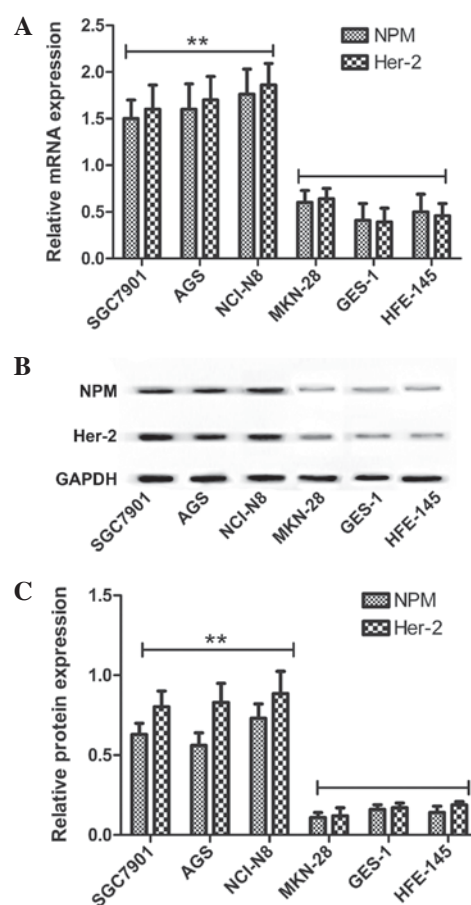 A
Relative mRNA expression
2.5
2.0
1.5
1.0
0.5
0.0
**
NPM
Her-2
SGC7901
AGS
NCI-N8
MKN-28
GES-1
HFE-145
B
NPM
Her-2
GAPDH
SGC7901
AGS
NCI-N8
MKN-28
GES-1
HFE-145
C
Relative protein expression
1.5
1.0
0.5
0.0
**
NPM
Her-2
SGC7901
AGS
NCI-N8
MKN-28
GES-1
HFE-145